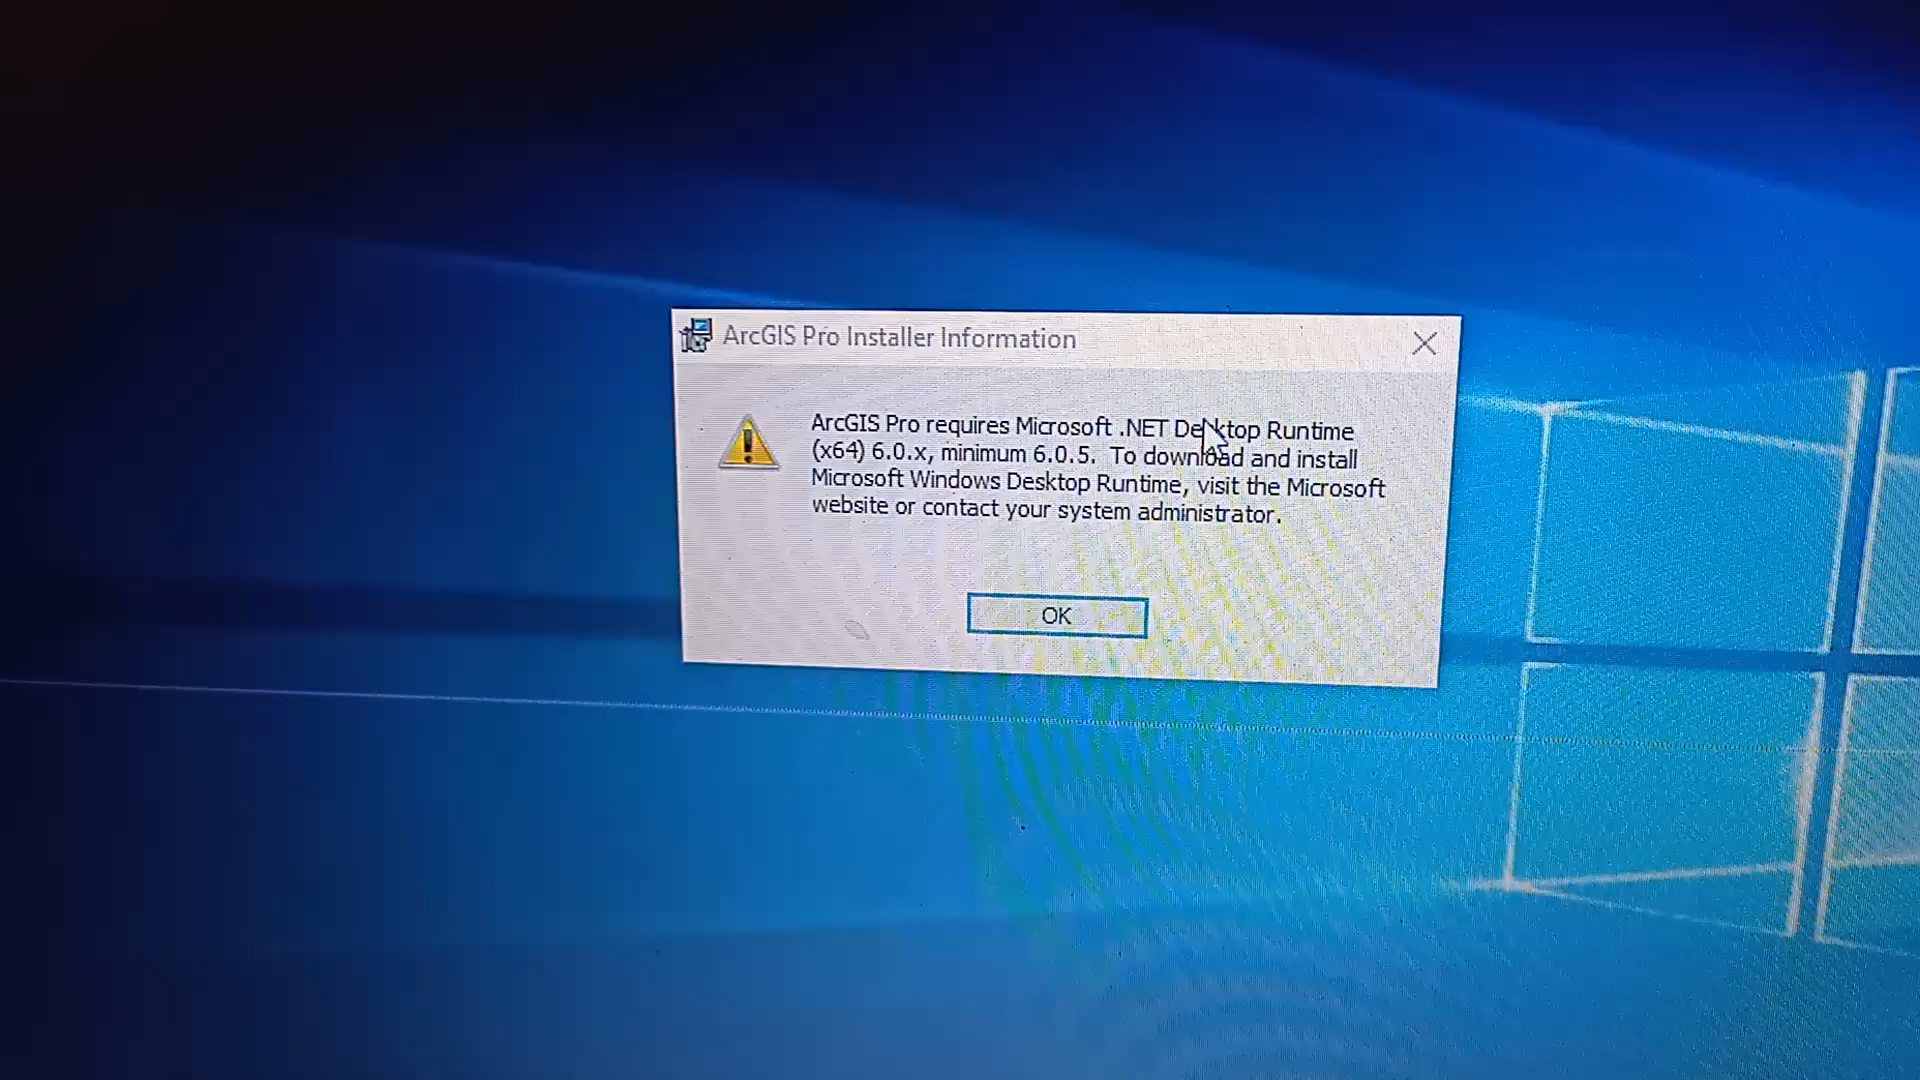 ArcGIS Pro Installer Information
ArcGIS Pro requires Microsoft .NET Desktop Runtime
(x64) 6.0.x, minimum 6.0.5. To download and install
Microsoft Windows Desktop Runtime, visit the Microsoft
website or contact your system administrator.
OK